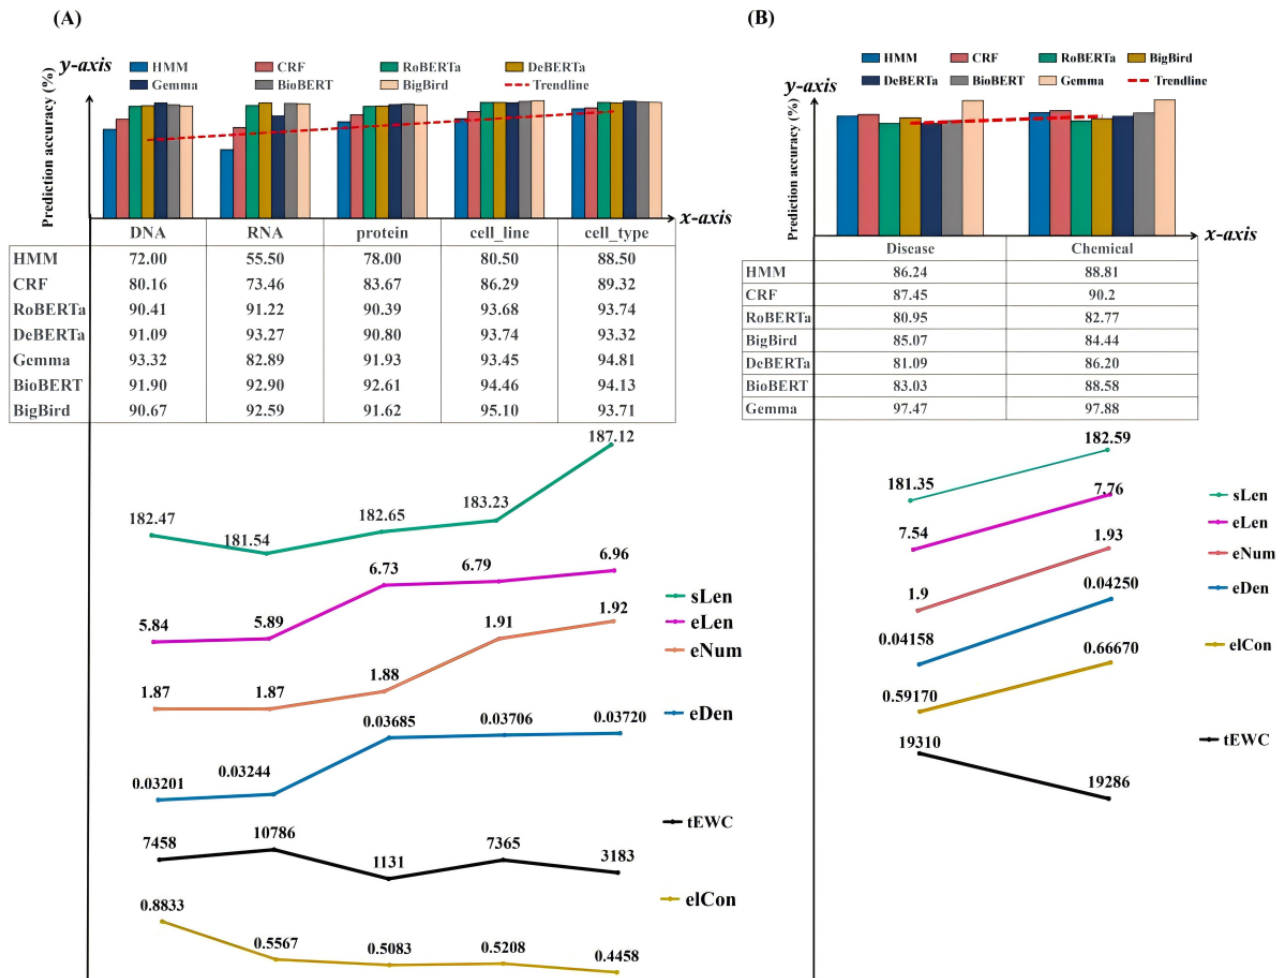 (A)
y-axis
Prediction accuracy (%)
HMM CRF RoBERTa DeBERTa
Gemma BioBERT BigBird Trendline
x-axis
DNA RNA protein cell_line cell_type
HMM 72.00 55.50 78.00 80.50 88.50
CRF 80.16 73.46 83.67 86.29 89.32
RoBERTa 90.41 91.22 90.39 93.68 93.74
DeBERTa 91.09 93.27 90.80 93.74 93.32
Gemma 93.32 82.89 91.93 93.45 94.81
BioBERT 91.90 92.90 92.61 94.46 94.13
BigBird 90.67 92.59 91.62 95.10 93.71
182.47 181.54 182.65 183.23 187.12
5.84 5.89 6.73 6.79 6.96
1.87 1.87 1.88 1.91 1.92
0.03201 0.03244 0.03685 0.03706 0.03720
7458 10786 1131 7365 3183
0.8833 0.5567 0.5083 0.5208 0.4458
sLen
eLen
eNum
eDen
tEWC
elCon
(B)
y-axis
Prediction accuracy (%)
HMM CRF RoBERTa BigBird
DeBERTa BioBERT Gemma Trendline
x-axis
Disease Chemical
HMM 86.24 88.81
CRF 87.45 90.2
RoBERTa 80.95 82.77
BigBird 85.07 84.44
DeBERTa 81.09 86.20
BioBERT 83.03 88.58
Gemma 97.47 97.88
181.35 182.59
7.54 7.76
1.9 1.93
0.04158 0.04250
0.59170 0.66670
19310 19286
sLen
eLen
eNum
eDen
elCon
tEWC